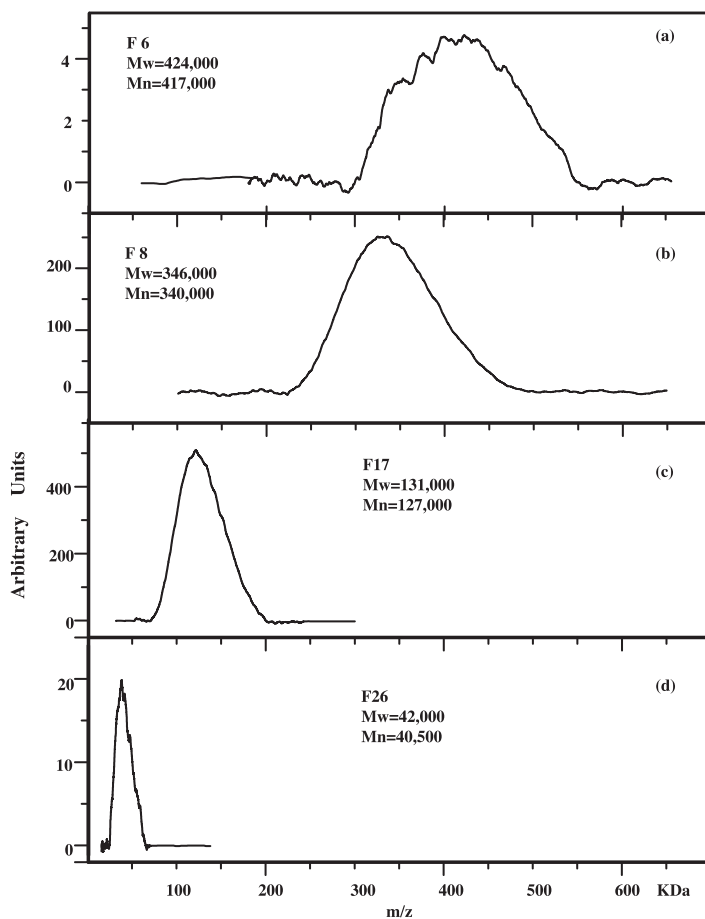 F 6
Mw=424,000
Mn=417,000
(a)
4
2
0
F 8
Mw=346,000
Mn=340,000
(b)
200
100
0
F17
Mw=131,000
Mn=127,000
(c)
400
200
0
F26
Mw=42,000
Mn=40,500
(d)
20
10
0
Arbitrary Units
100 200 300 400 500 600 KDa
m/z